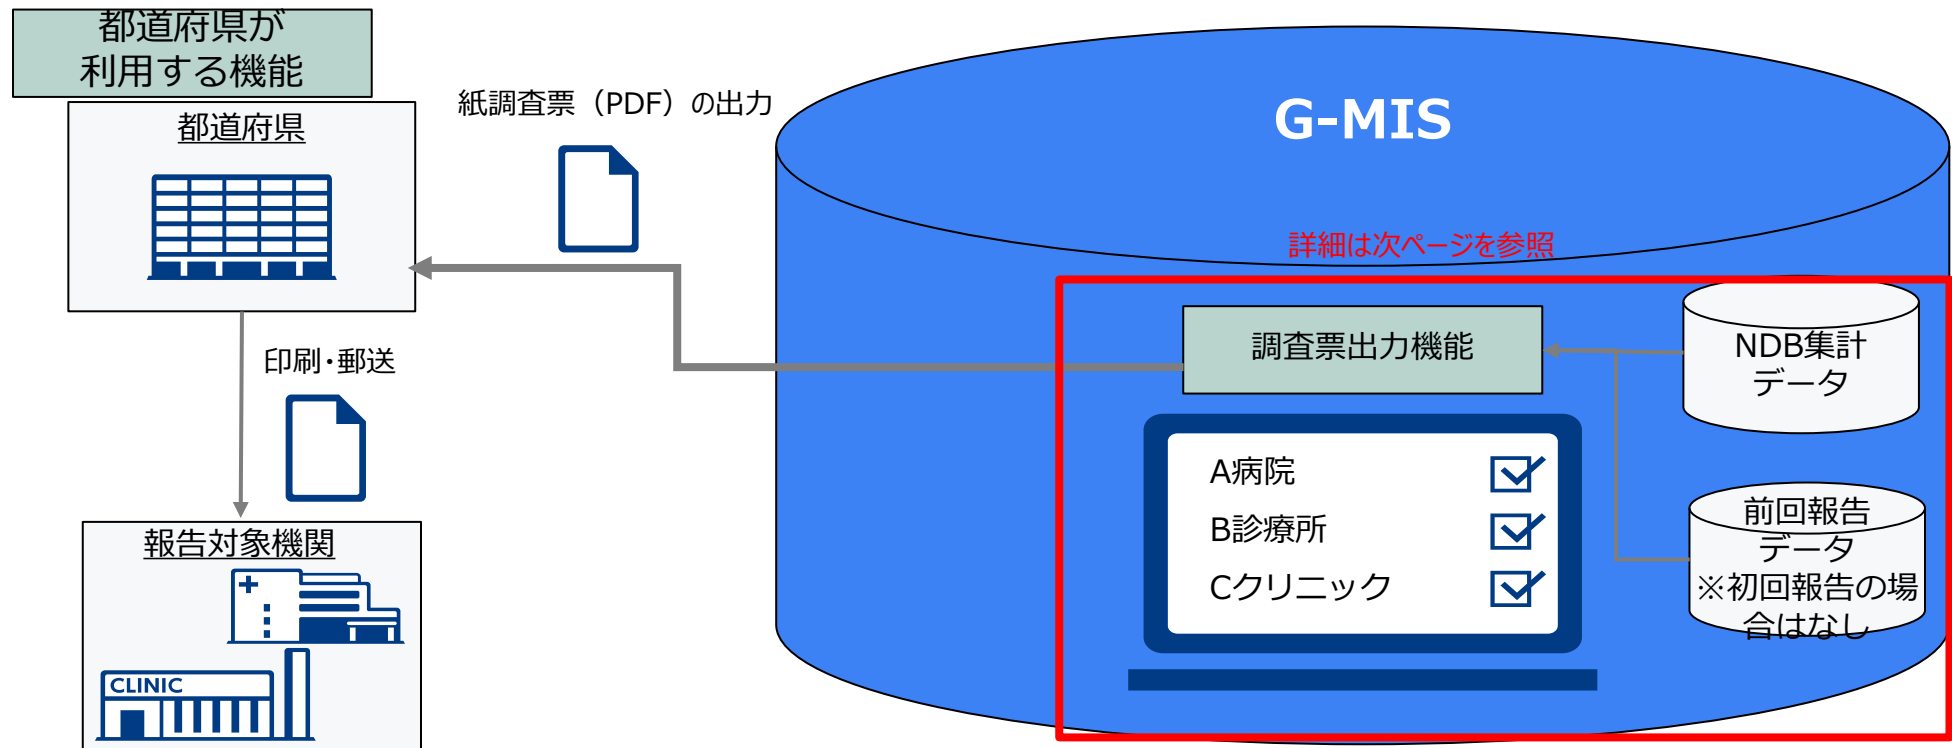 都道府県が
利用する機能
都道府県
紙調査票（PDF）の出力
印刷・郵送
報告対象機関
CLINIC
G-MIS
詳細は次ページを参照
調査票出力機能
NDB集計
データ
A病院
B診療所
Cクリニック
前回報告
データ
※初回報告の場
合はなし